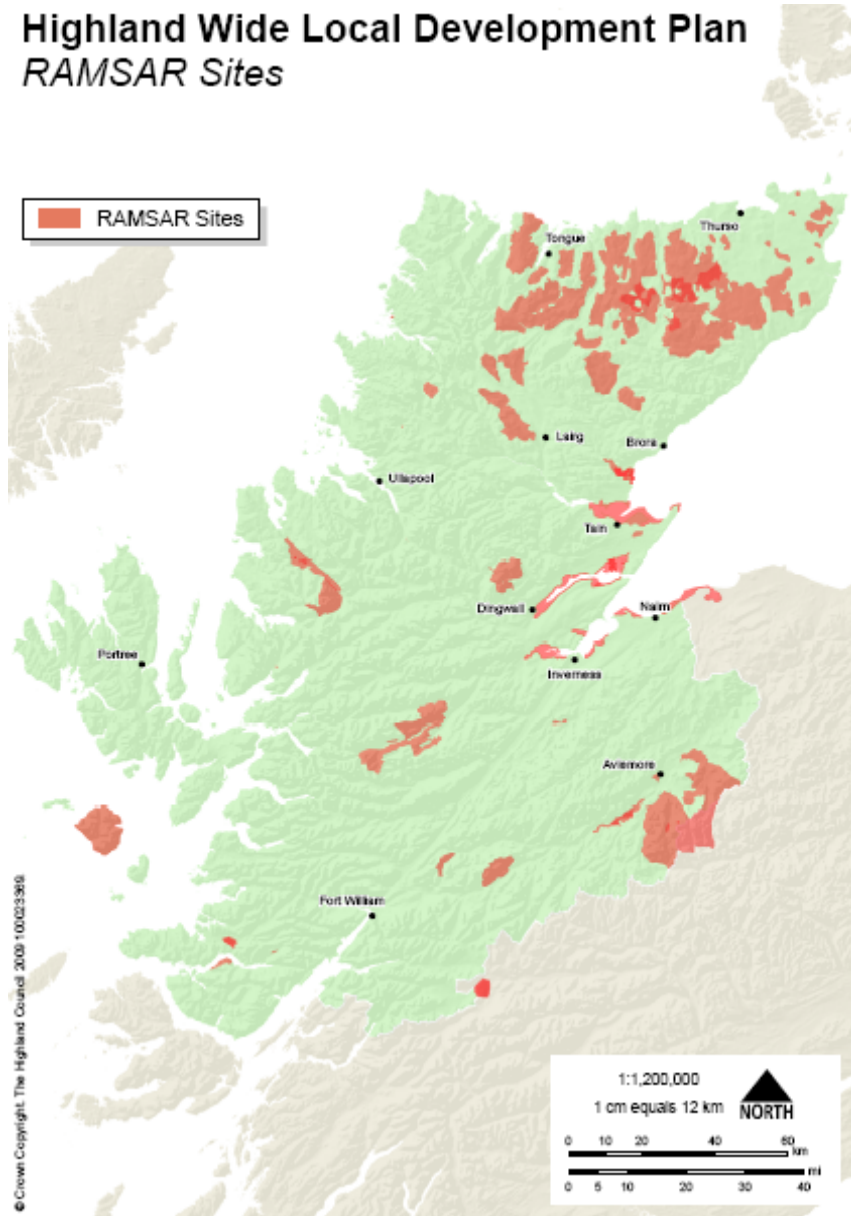 Highland Wide Local Development Plan
RAMSAR Sites
RAMSAR Sites
Thurso
Tongue
Lairg
Brora
Ullapool
Tain
Dingwall
Nairn
Portree
Inverness
Aviemore
Fort William
© Crown Copyright. The Highland Council 2009 100023369
1:1,200,000
1 cm equals 12 km
NORTH
0 10 20 40 60
km
mi
0 5 10 20 30 40